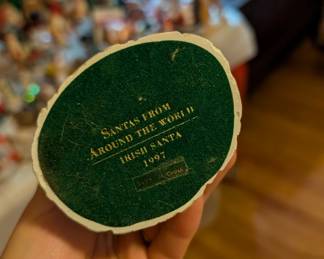 SANTAS FROM
AROUND THE WORLD
IRISH SANTA
1997